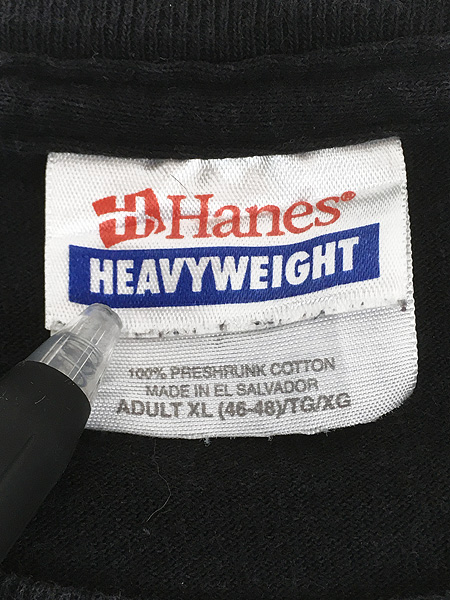 Hanes®
HEAVYWEIGHT
100% PRESHRUNK COTTON
MADE IN EL SALVADOR
ADULT XL (46-48)/TG/XG